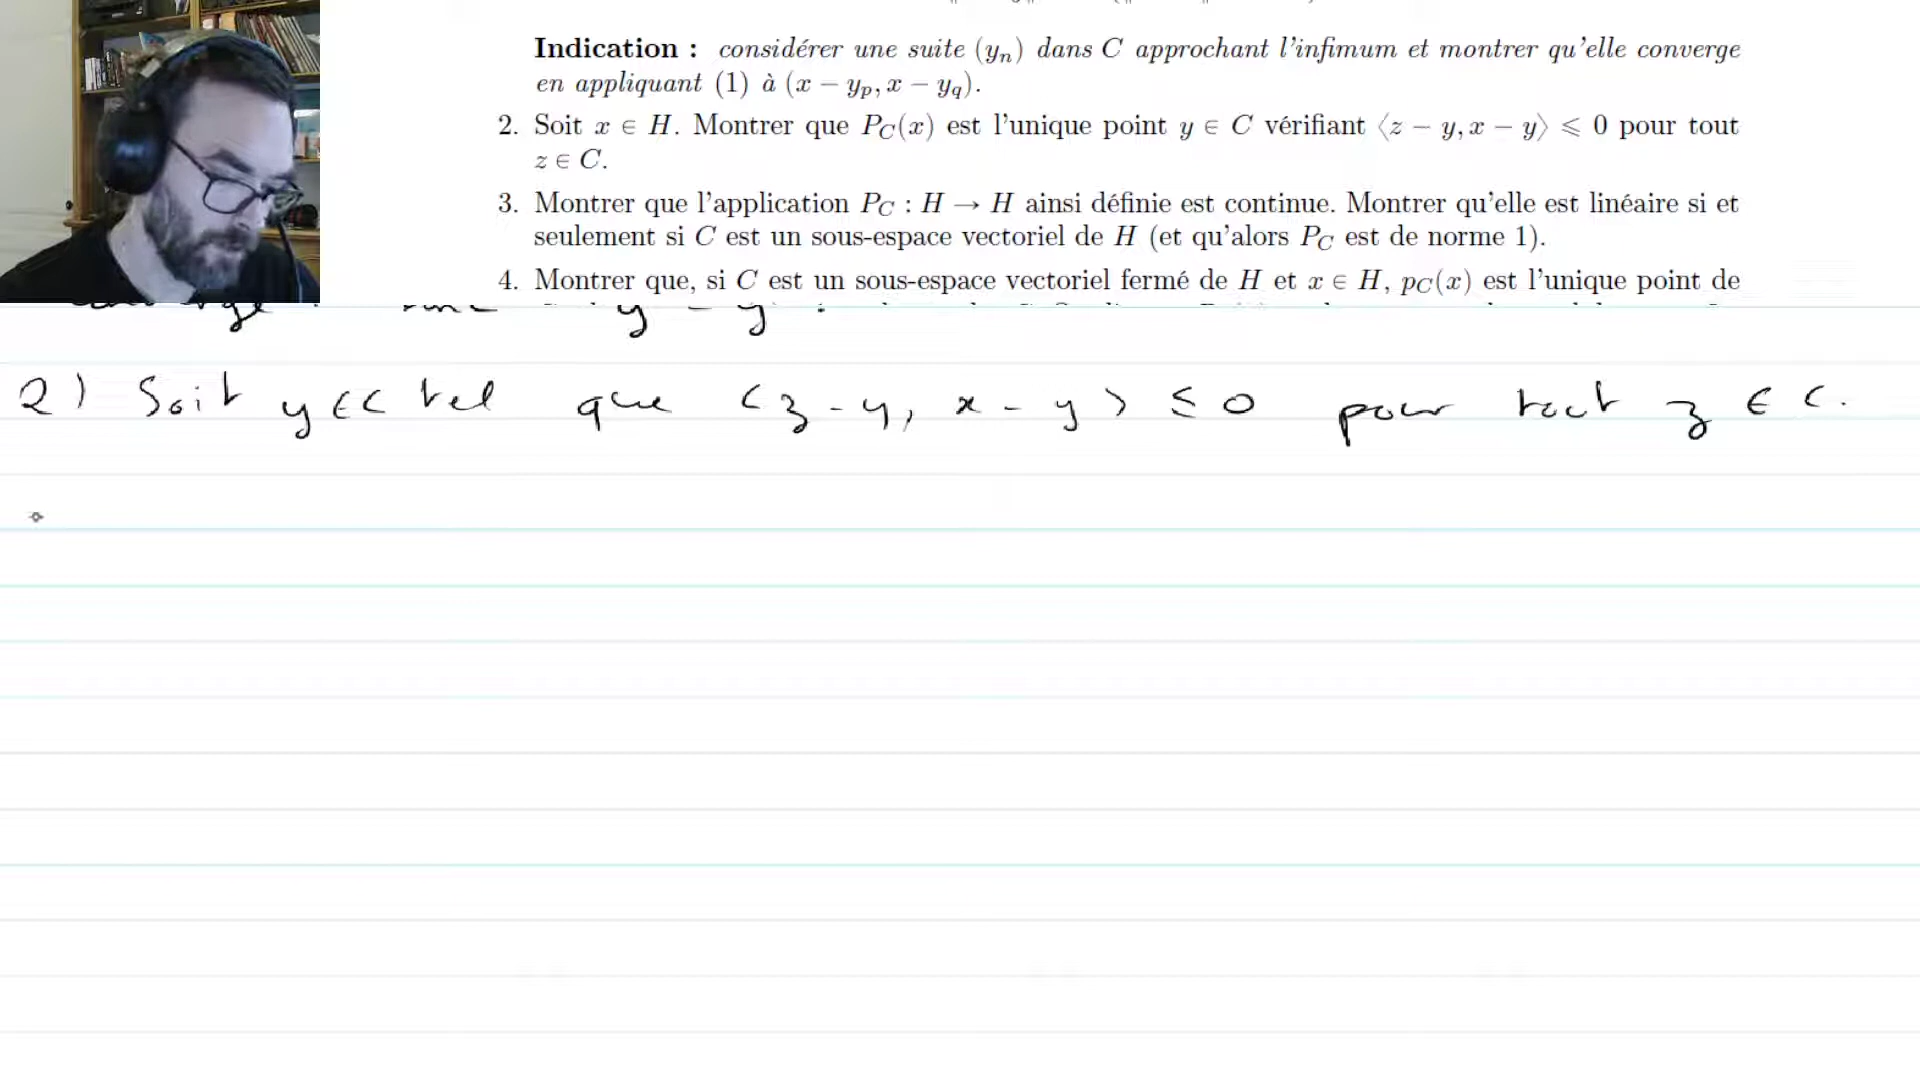 Indication : considérer une suite (yₙ) dans C approchant l'infimum et montrer qu'elle converge
en appliquant (1) à (x − yₚ, x − y_q).
2. Soit x ∈ H. Montrer que P_C(x) est l'unique point y ∈ C vérifiant ⟨z − y, x − y⟩ ⩽ 0 pour tout
z ∈ C.
3. Montrer que l'application P_C : H → H ainsi définie est continue. Montrer qu'elle est linéaire si et
seulement si C est un sous-espace vectoriel de H (et qu'alors P_C est de norme 1).
4. Montrer que, si C est un sous-espace vectoriel fermé de H et x ∈ H, p_C(x) est l'unique point de
y = y .
2) Soit y ∈ C tel que <z - y, x - y> ≤ 0 pour tout z ∈ C.